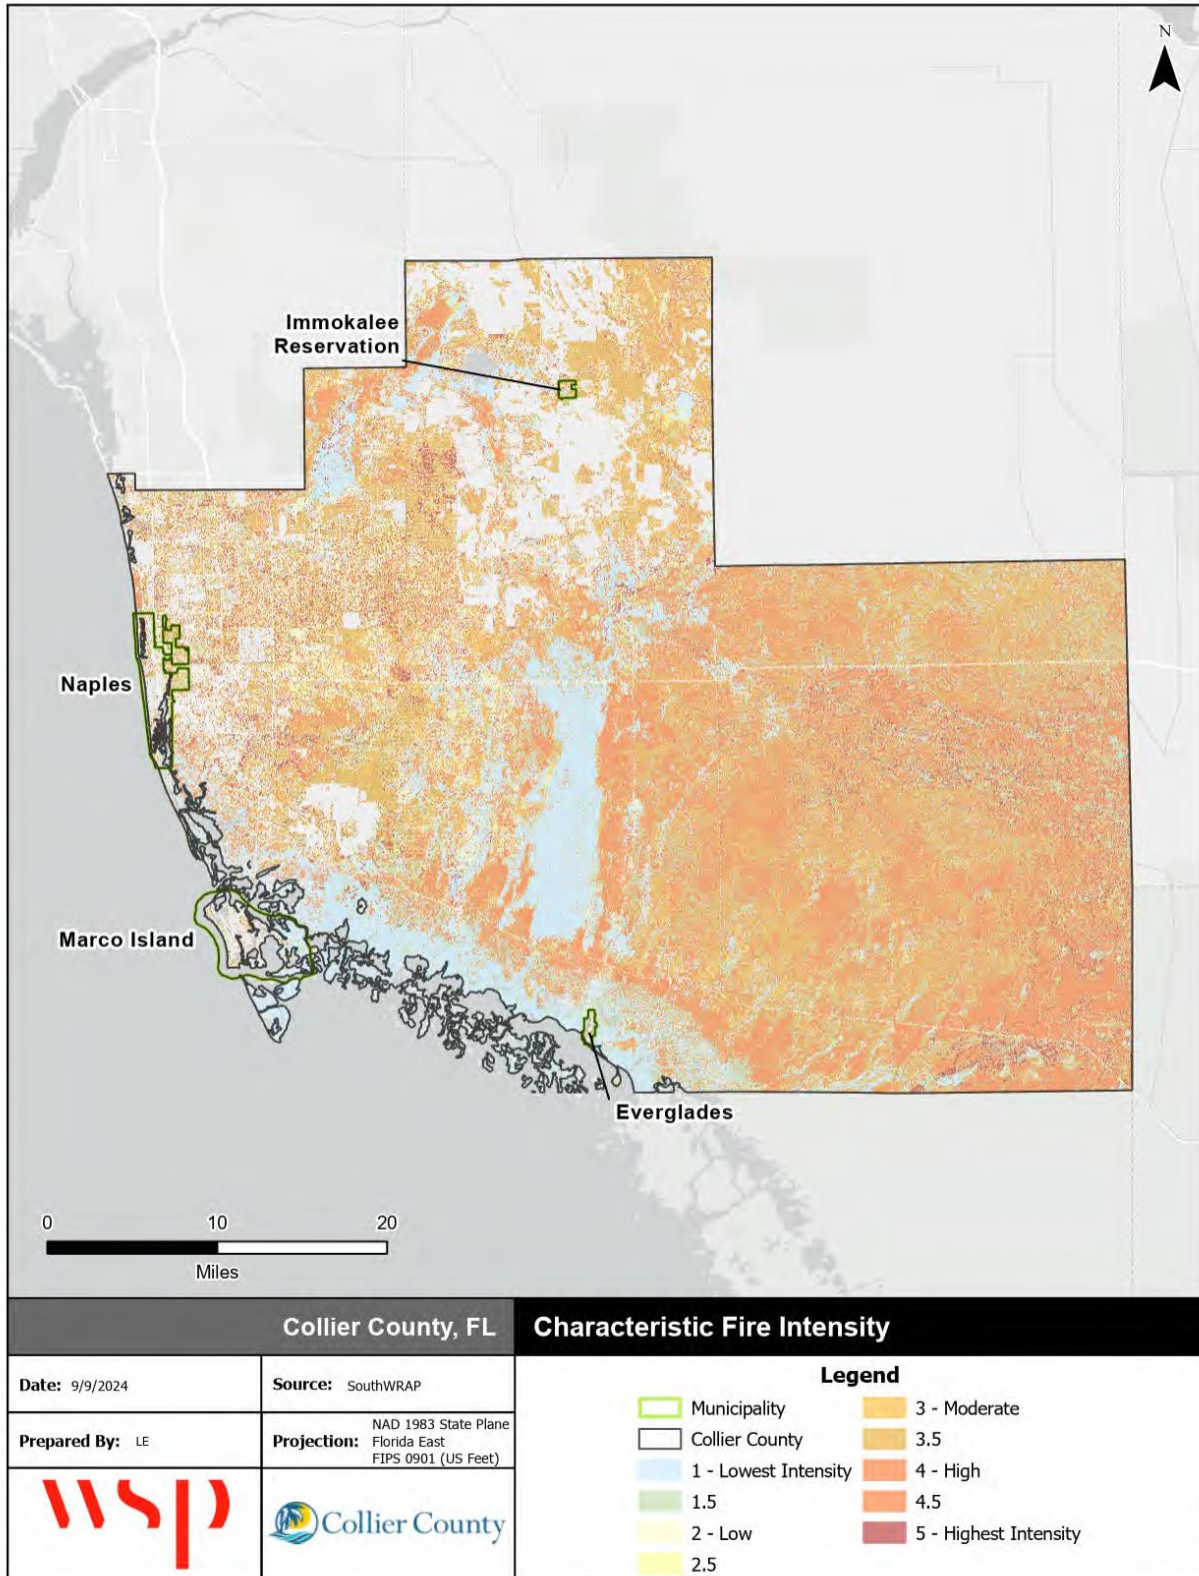 N
Immokalee
Reservation
Naples
Marco Island
Everglades
0 10 20
Miles
Collier County, FL
Characteristic Fire Intensity
Date: 9/9/2024
Source: SouthWRAP
Prepared By: LE
Projection: NAD 1983 State Plane
Florida East
FIPS 0901 (US Feet)
wsp
Collier County
Legend
Municipality
Collier County
1 - Lowest Intensity
1.5
2 - Low
2.5
3 - Moderate
3.5
4 - High
4.5
5 - Highest Intensity